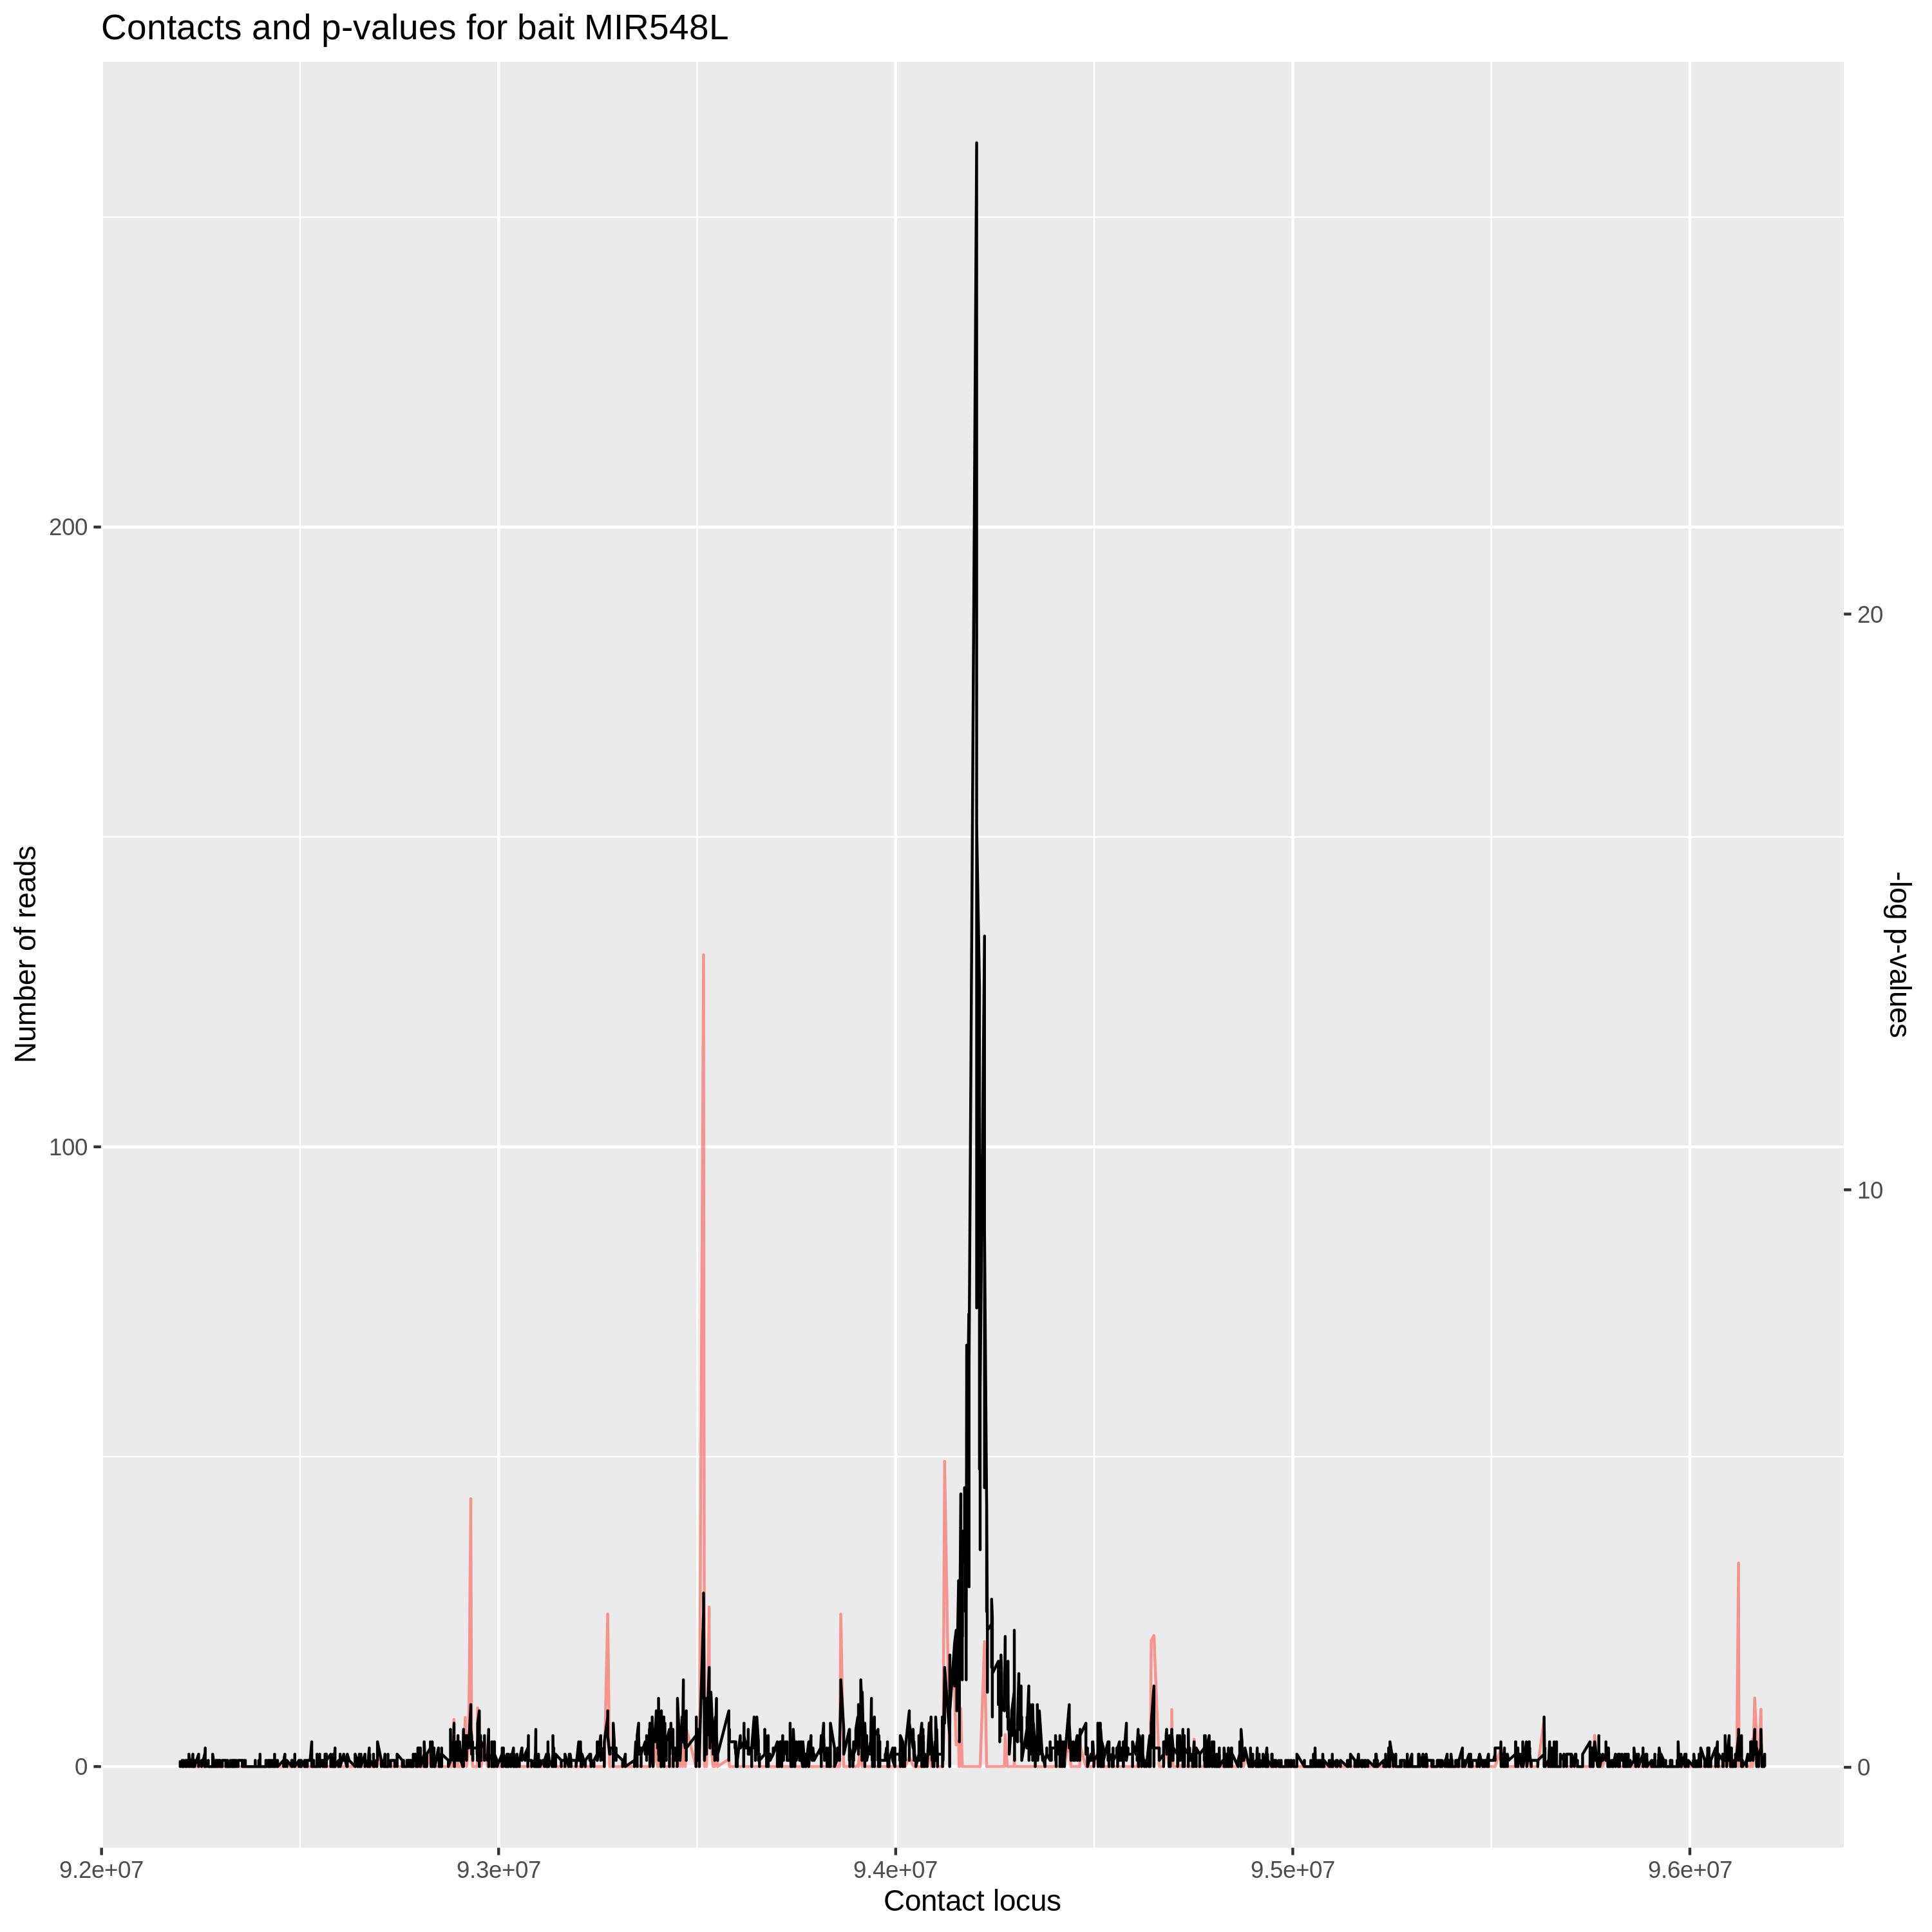 Contacts and p-values for bait MIR548L
Number of reads
200
100
0
20
10
0
-log p-values
9.2e+07
9.3e+07
9.4e+07
9.5e+07
9.6e+07
Contact locus